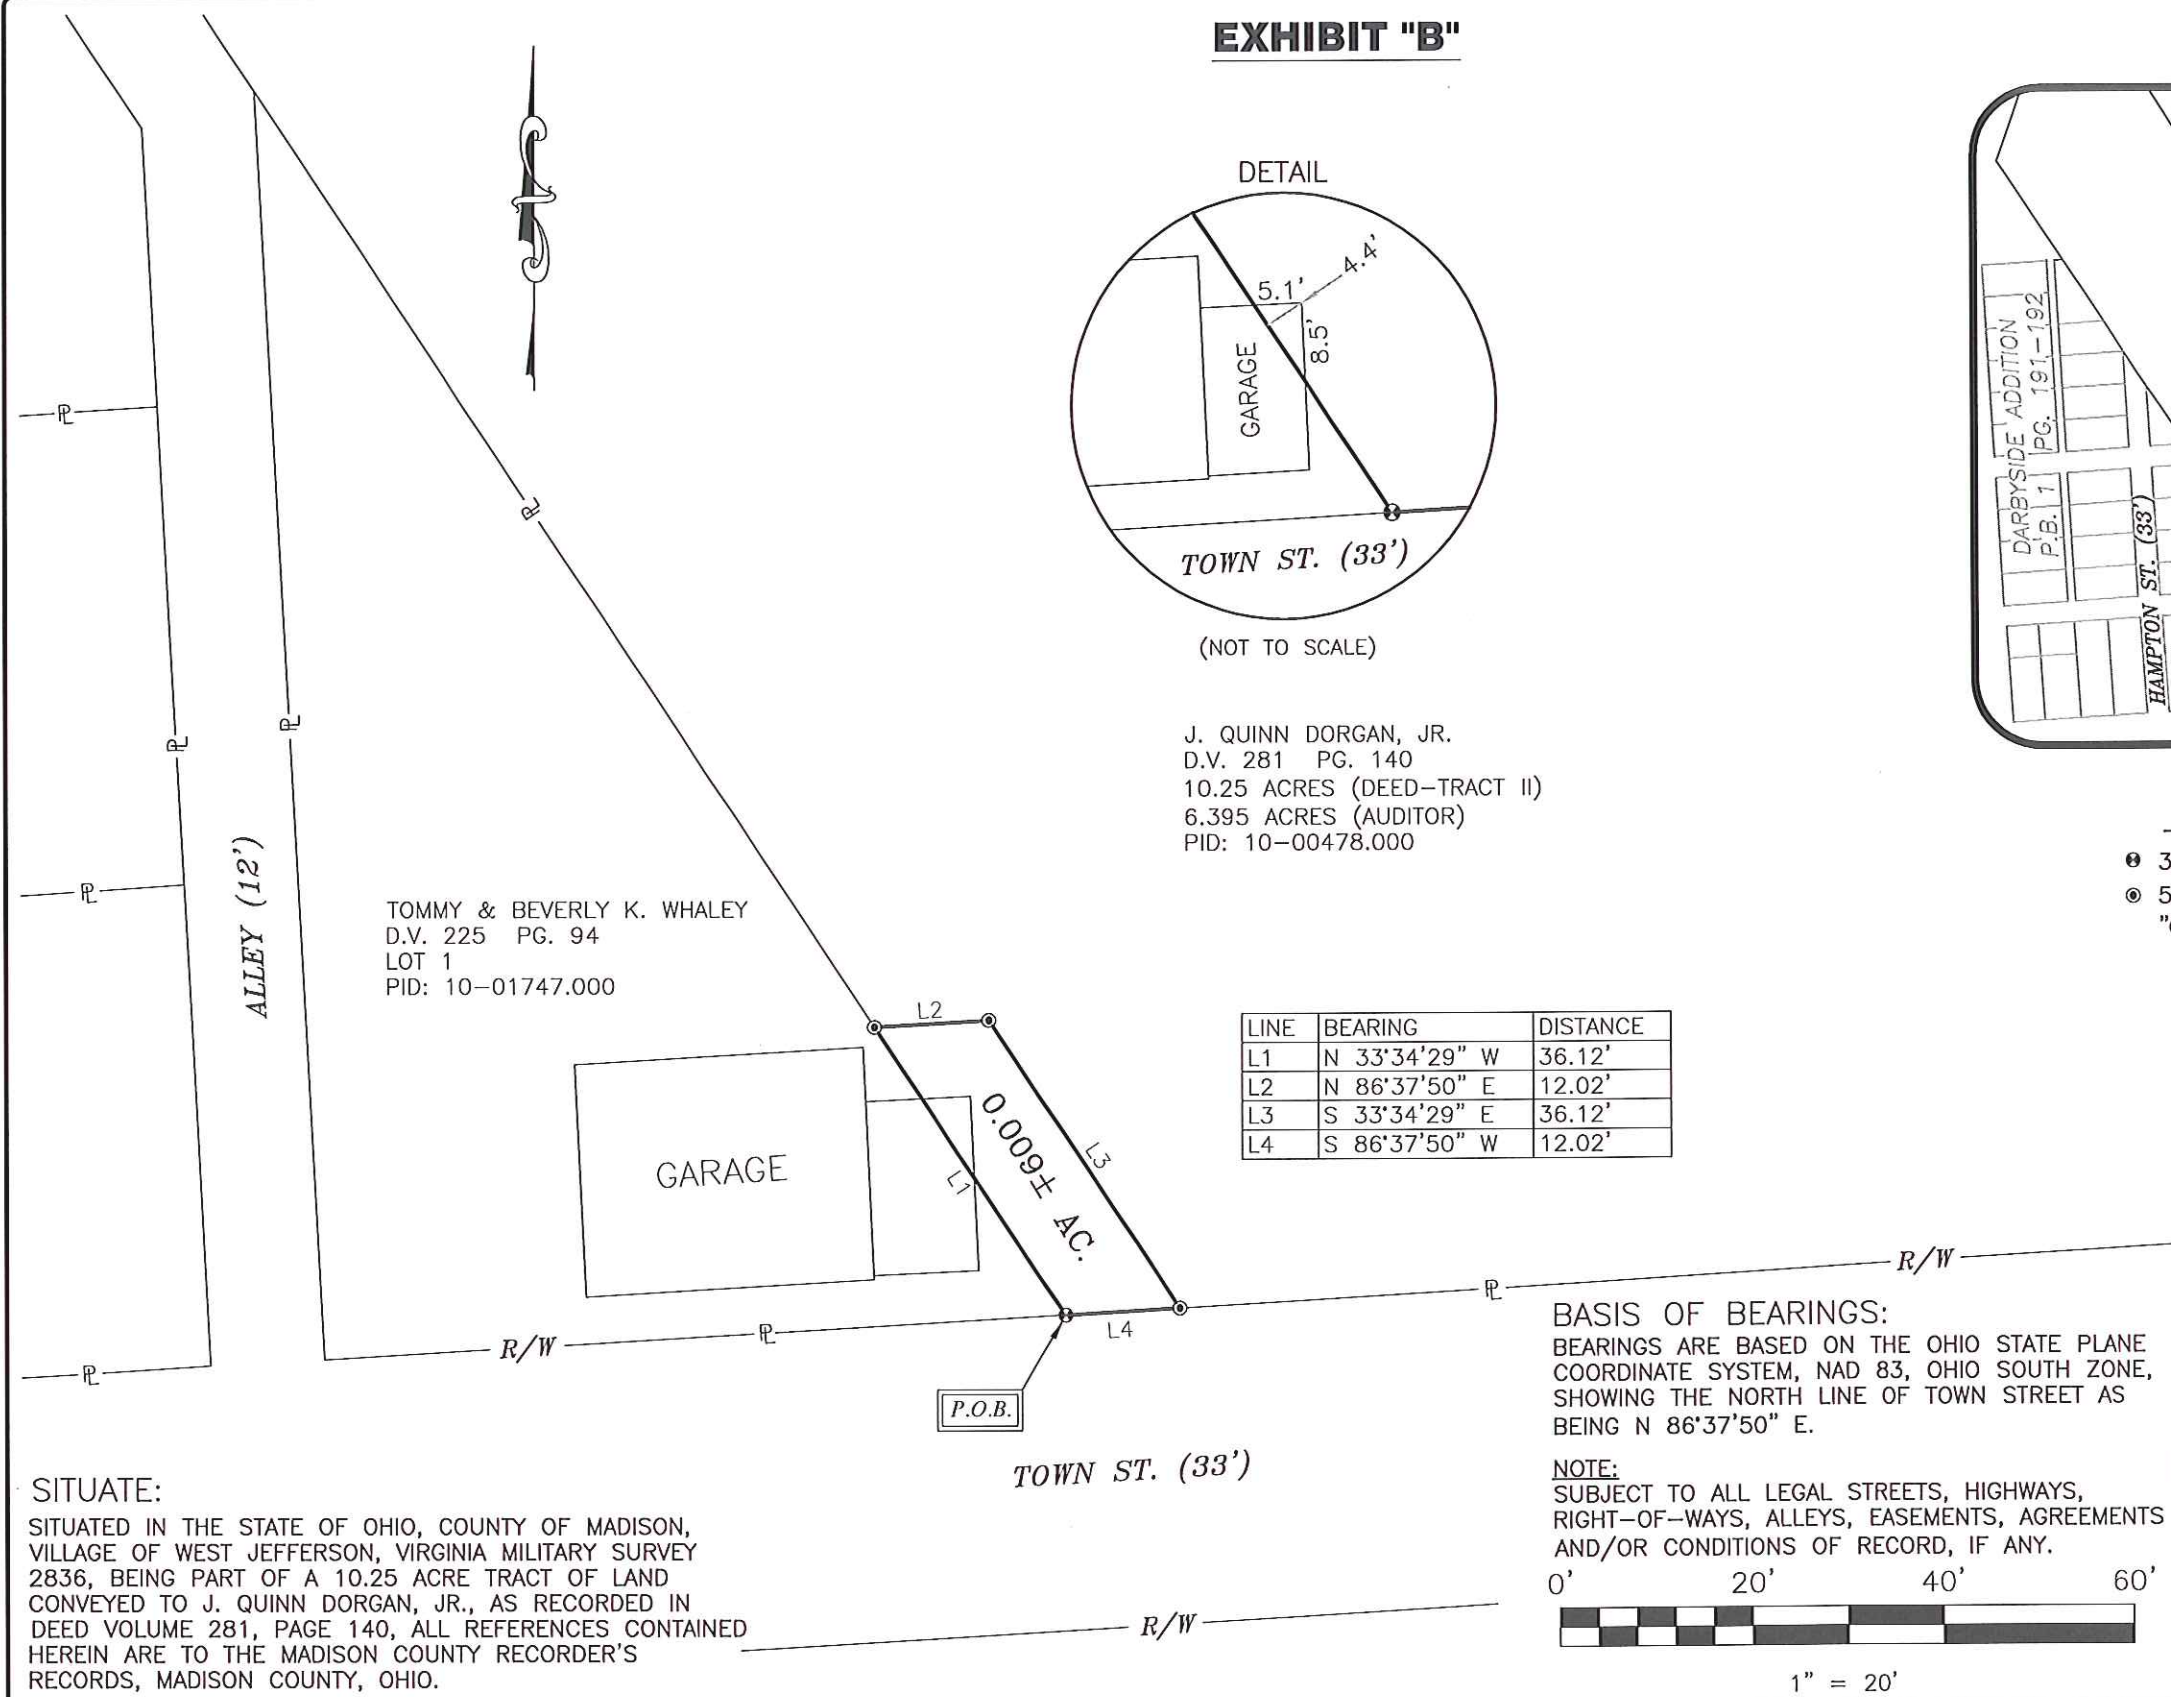 EXHIBIT "B"
DETAIL
4.4'
5.1'
8.5'
GARAGE
TOWN ST. (33')
(NOT TO SCALE)
DARBYSIDE ADDITION
P.B. 1 PG. 191-192
HAMPTON ST. (33')
J. QUINN DORGAN, JR.
D.V. 281 PG. 140
10.25 ACRES (DEED-TRACT II)
6.395 ACRES (AUDITOR)
PID: 10-00478.000
3
5
PL
PL
PL
PL
PL
ALLEY (12')
TOMMY & BEVERLY K. WHALEY
D.V. 225 PG. 94
LOT 1
PID: 10-01747.000
L2
L1
L3
L4
0.009± AC.
GARAGE
LINE BEARING DISTANCE
L1 N 33°34'29" W 36.12'
L2 N 86°37'50" E 12.02'
L3 S 33°34'29" E 36.12'
L4 S 86°37'50" W 12.02'
PL
R/W
PL
PL
R/W
P.O.B.
TOWN ST. (33')
BASIS OF BEARINGS:
BEARINGS ARE BASED ON THE OHIO STATE PLANE
COORDINATE SYSTEM, NAD 83, OHIO SOUTH ZONE,
SHOWING THE NORTH LINE OF TOWN STREET AS
BEING N 86°37'50" E.
NOTE:
SUBJECT TO ALL LEGAL STREETS, HIGHWAYS,
RIGHT-OF-WAYS, ALLEYS, EASEMENTS, AGREEMENTS
AND/OR CONDITIONS OF RECORD, IF ANY.
SITUATE:
SITUATED IN THE STATE OF OHIO, COUNTY OF MADISON,
VILLAGE OF WEST JEFFERSON, VIRGINIA MILITARY SURVEY
2836, BEING PART OF A 10.25 ACRE TRACT OF LAND
CONVEYED TO J. QUINN DORGAN, JR., AS RECORDED IN
DEED VOLUME 281, PAGE 140, ALL REFERENCES CONTAINED
HEREIN ARE TO THE MADISON COUNTY RECORDER'S
RECORDS, MADISON COUNTY, OHIO.
R/W
0' 20' 40' 60'
1" = 20'